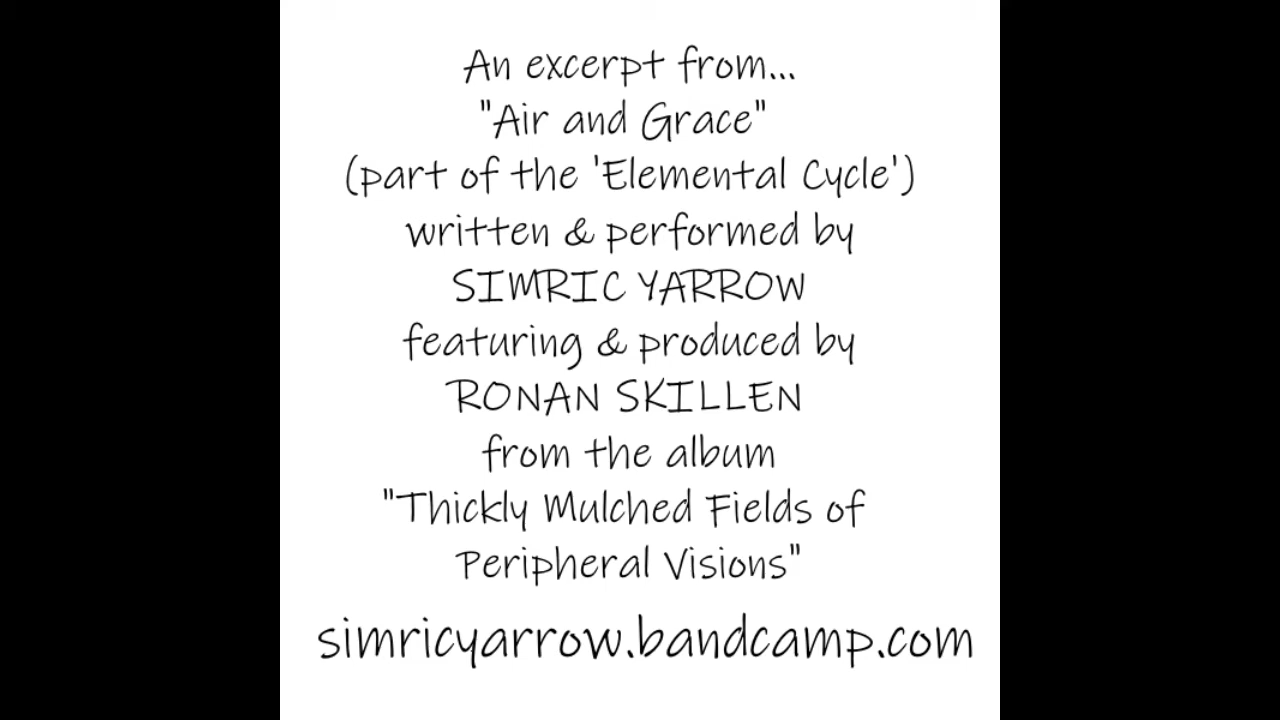 An excerpt from...
"Air and Grace"
(part of the 'Elemental Cycle')
written & performed by
SIMRIC YARROW
featuring & produced by
RONAN SKILLEN
from the album
"Thickly Mulched Fields of
Peripheral Visions"
simricyarrow.bandcamp.com